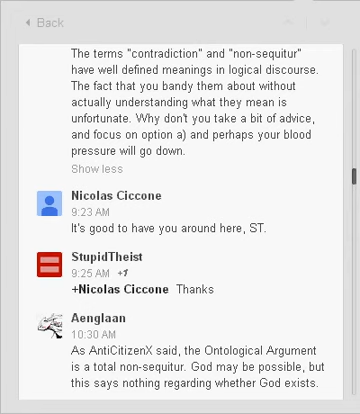 Back
The terms "contradiction" and "non-sequitur"
have well defined meanings in logical discourse.
The fact that you bandy them about without
actually understanding what they mean is
unfortunate. Why don't you take a bit of advice,
and focus on option a) and perhaps your blood
pressure will go down.
Show less
Nicolas Ciccone
9:23 AM
It's good to have you around here, ST.
StupidTheist
9:25 AM +1
+Nicolas Ciccone Thanks
Aenglaan
10:30 AM
As AntiCitizenX said, the Ontological Argument
is a total non-sequitur. God may be possible, but
this says nothing regarding whether God exists.